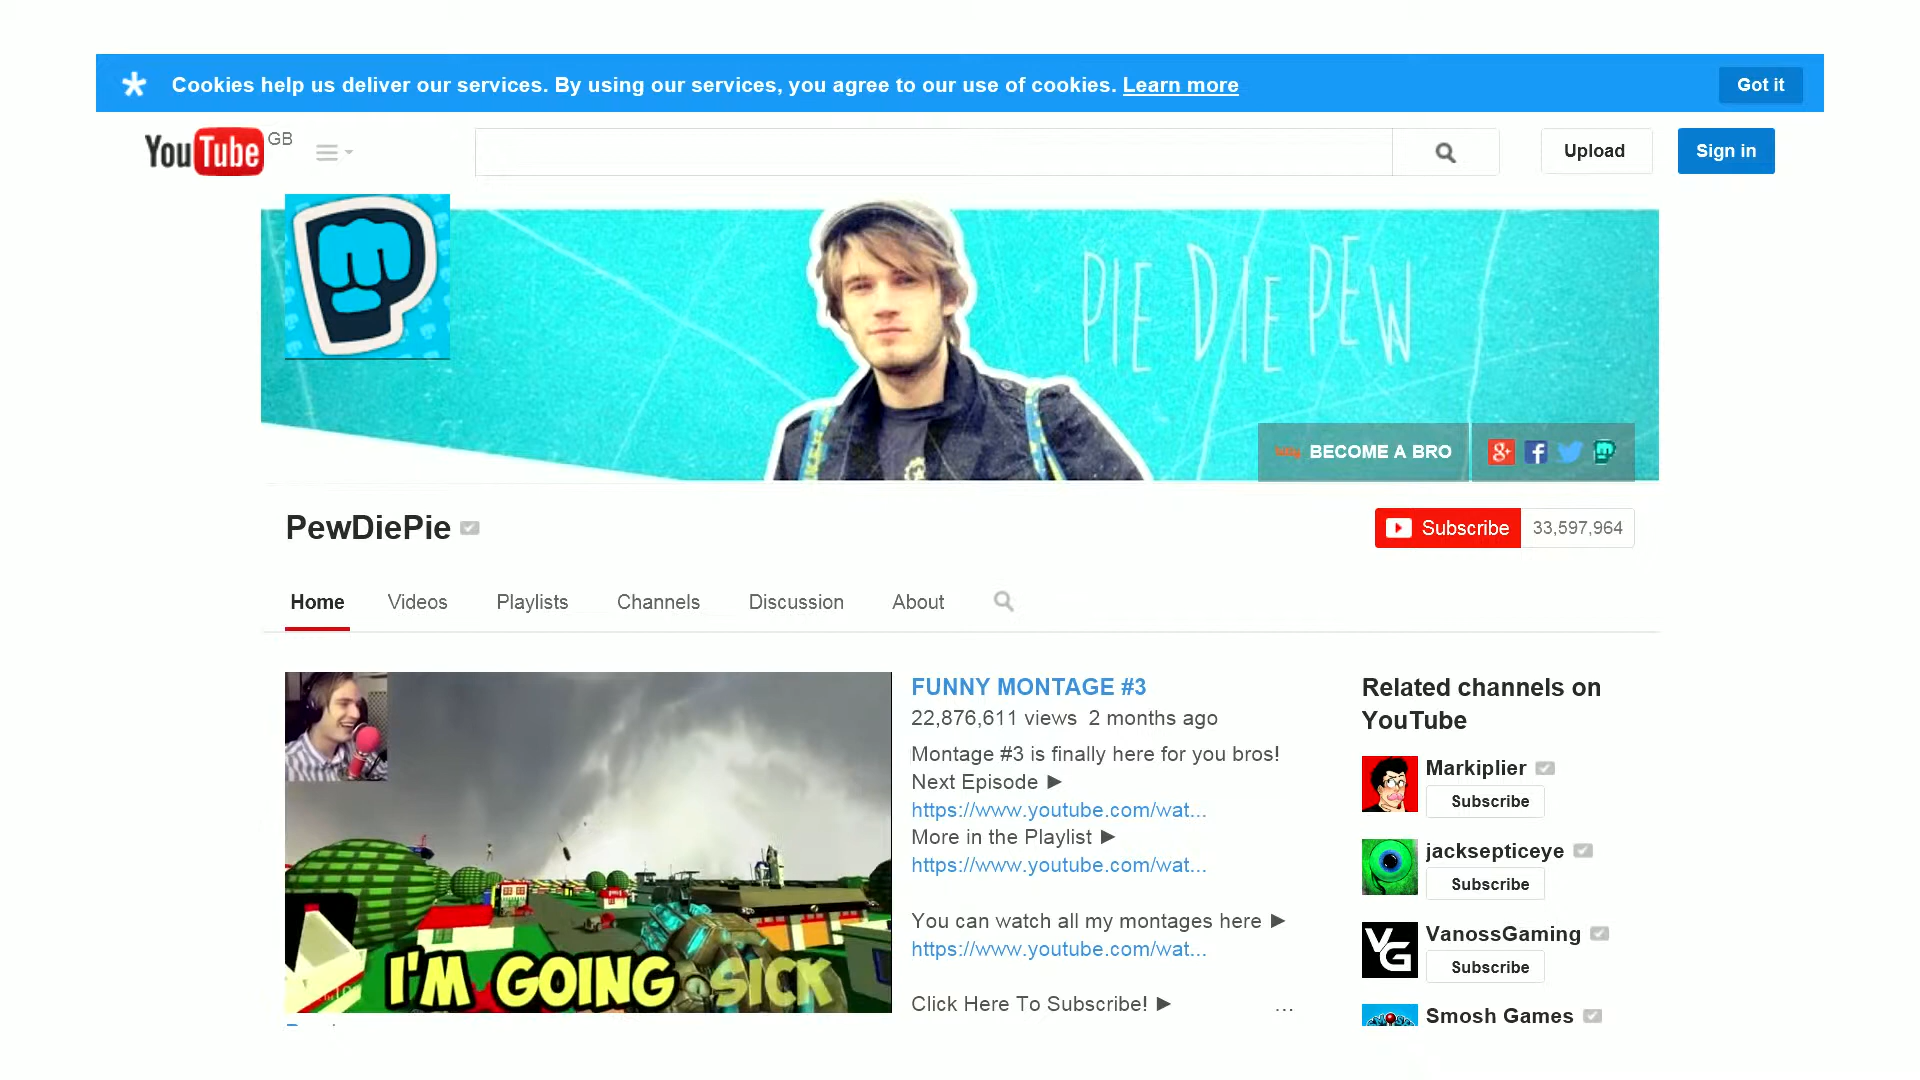 Cookies help us deliver our services. By using our services, you agree to our use of cookies. Learn more
Got it
YouTube GB
Upload
Sign in
PIE DIE PEW
BECOME A BRO
PewDiePie
Subscribe 33,597,964
Home Videos Playlists Channels Discussion About
FUNNY MONTAGE #3
22,876,611 views 2 months ago
Montage #3 is finally here for you bros!
Next Episode ►
https://www.youtube.com/wat...
More in the Playlist ►
https://www.youtube.com/wat...
You can watch all my montages here ►
https://www.youtube.com/wat...
Click Here To Subscribe! ► ...
I'M GOING SICK
Related channels on
YouTube
Markiplier
Subscribe
jacksepticeye
Subscribe
VG
VanossGaming
Subscribe
Smosh Games